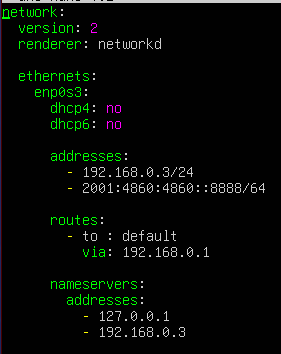 network:
version: 2
renderer: networkd
ethernets:
enp0s3:
dhcp4: no
dhcp6: no
addresses:
- 192.168.0.3/24
- 2001:4860:4860::8888/64
routes:
- to : default
via: 192.168.0.1
nameservers:
addresses:
- 127.0.0.1
- 192.168.0.3